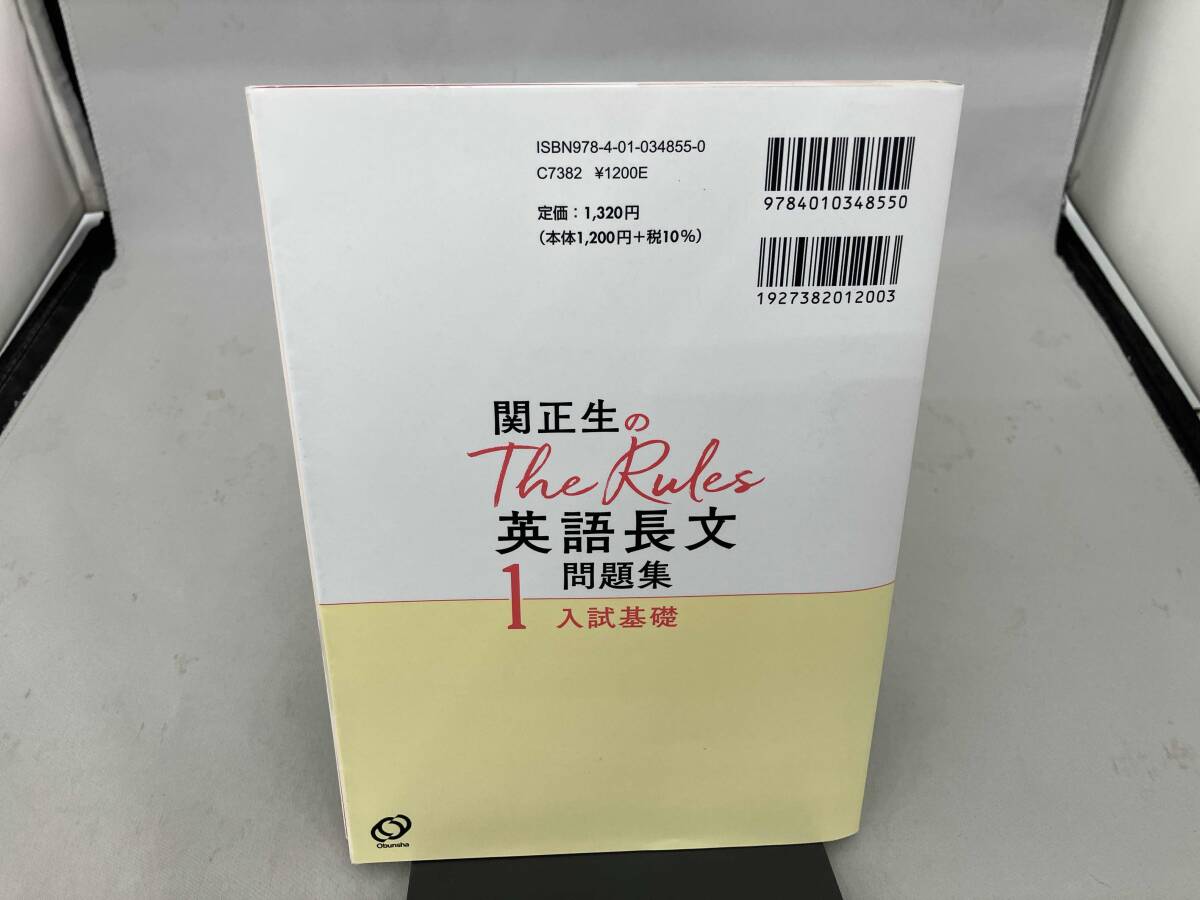 ISBN978-4-01-034855-0
C7382 ¥1200E
定価：1,320円
（本体1,200円＋税10％）
9784010348550
1927382012003
関正生の
The Rules
英語長文
問題集
1 入試基礎
Obunsha